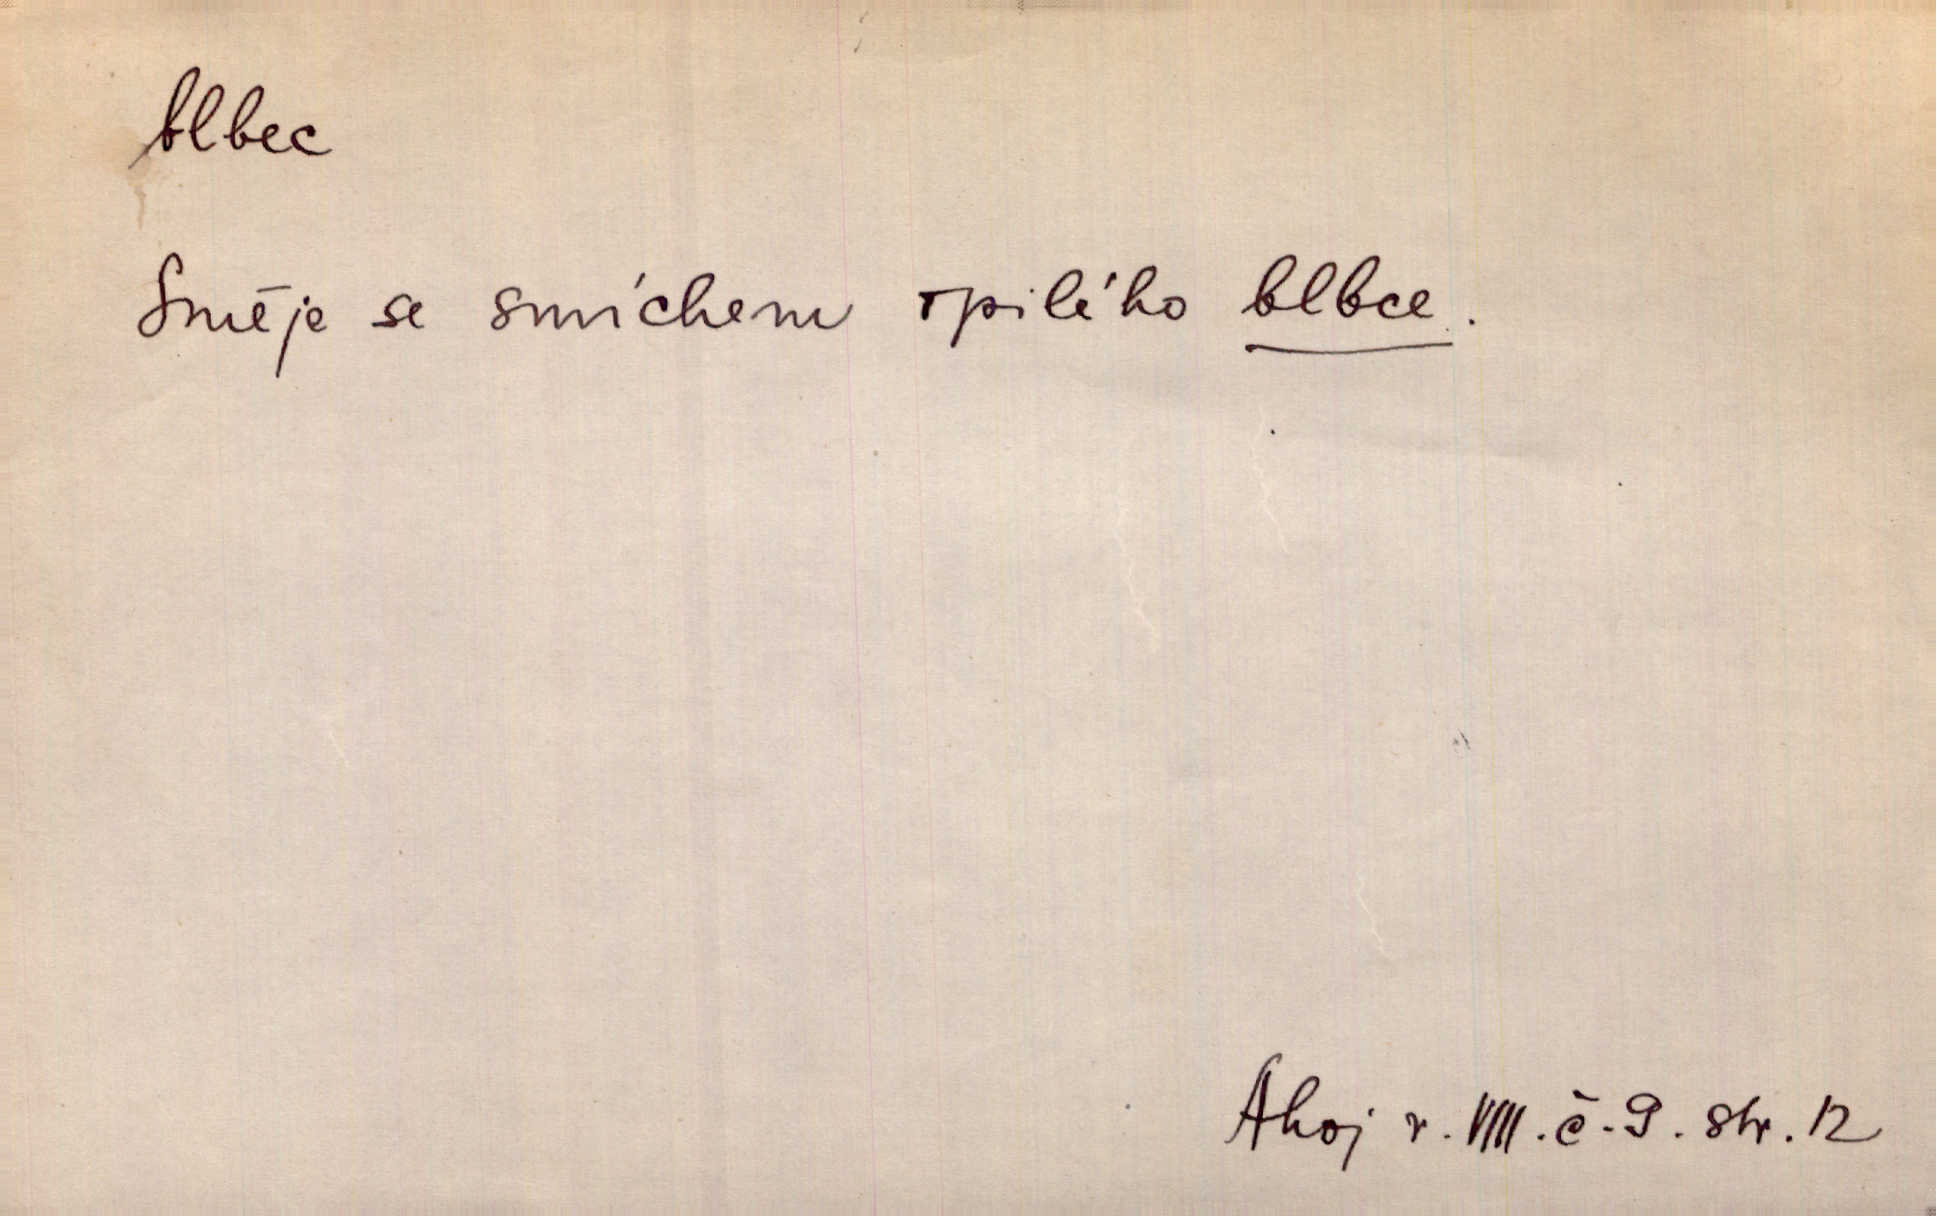 blbec
Směje se smíchem opilého blbce.
Ahoj r. VIII. č. 9. str. 12